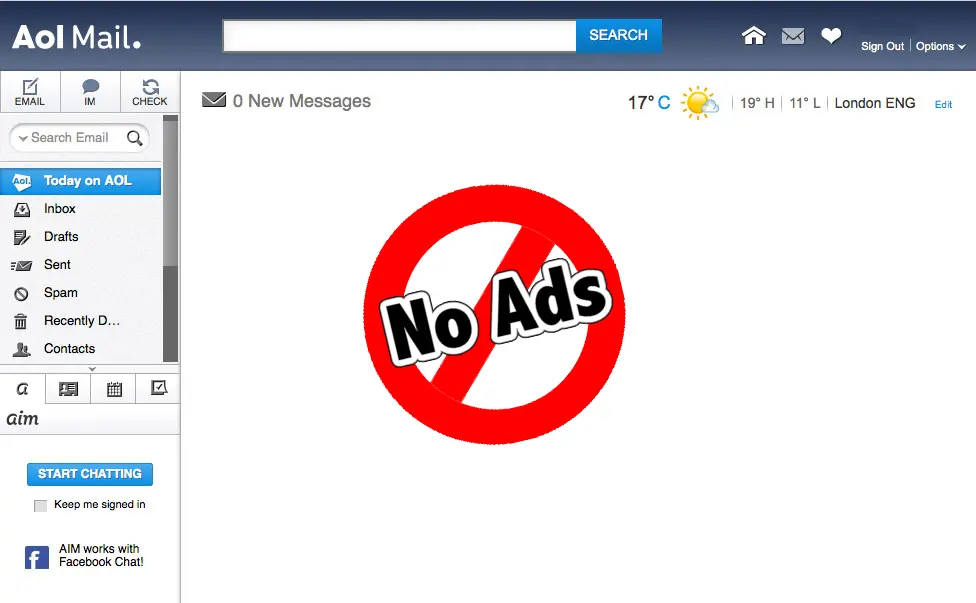 Aol Mail.
SEARCH
Sign Out Options
EMAIL IM CHECK
0 New Messages
17° C 19° H 11° L London ENG Edit
Search Email
Aol. Today on AOL
Inbox
Drafts
Sent
Spam
Recently D...
Contacts
No Ads
a
aim
START CHATTING
Keep me signed in
f AIM works with
Facebook Chat!